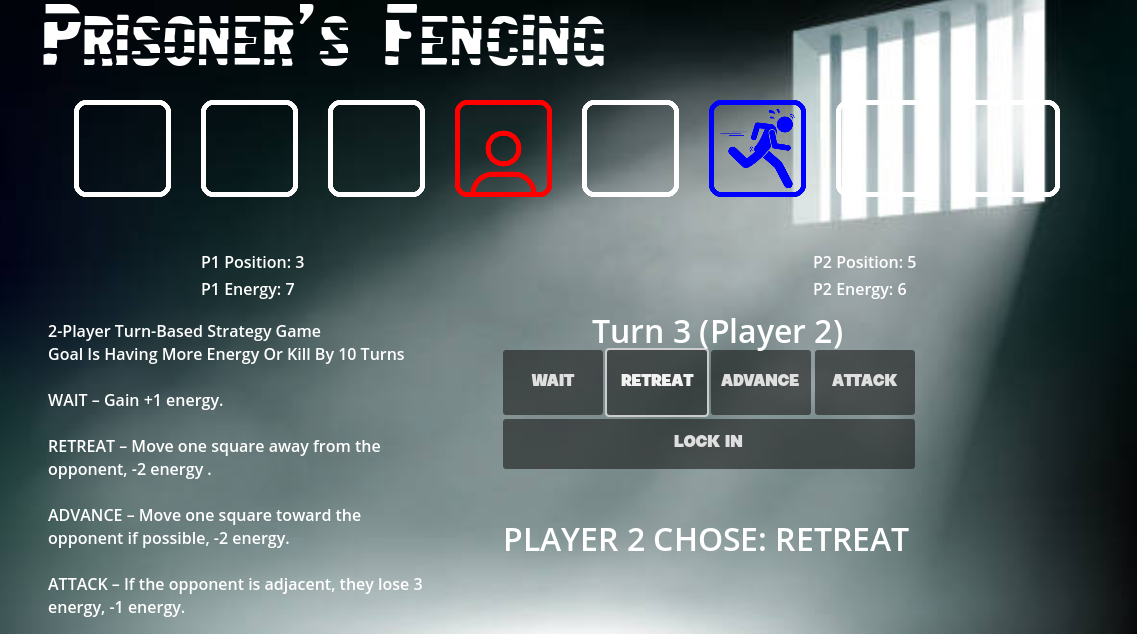 Prisoner's Fencing
P1 Position: 3
P1 Energy: 7
P2 Position: 5
P2 Energy: 6
2-Player Turn-Based Strategy Game
Goal Is Having More Energy Or Kill By 10 Turns
WAIT – Gain +1 energy.
RETREAT – Move one square away from the
opponent, -2 energy .
ADVANCE – Move one square toward the
opponent if possible, -2 energy.
ATTACK – If the opponent is adjacent, they lose 3
energy, -1 energy.
Turn 3 (Player 2)
WAIT
RETREAT
ADVANCE
ATTACK
LOCK IN
PLAYER 2 CHOSE: RETREAT